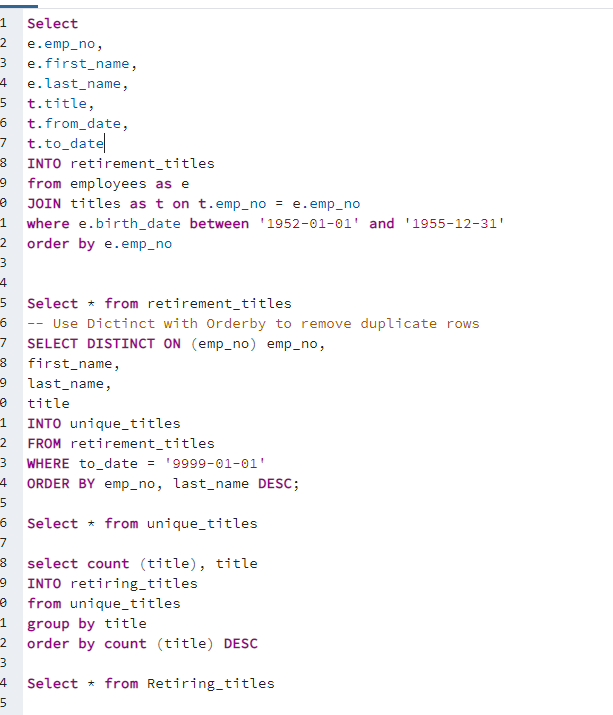 1 Select
2 e.emp_no,
3 e.first_name,
4 e.last_name,
5 t.title,
6 t.from_date,
7 t.to_date
8 INTO retirement_titles
9 from employees as e
0 JOIN titles as t on t.emp_no = e.emp_no
1 where e.birth_date between '1952-01-01' and '1955-12-31'
2 order by e.emp_no
3
4
5 Select * from retirement_titles
6 -- Use Dictinct with Orderby to remove duplicate rows
7 SELECT DISTINCT ON (emp_no) emp_no,
8 first_name,
9 last_name,
0 title
1 INTO unique_titles
2 FROM retirement_titles
3 WHERE to_date = '9999-01-01'
4 ORDER BY emp_no, last_name DESC;
5
6 Select * from unique_titles
7
8 select count (title), title
9 INTO retiring_titles
0 from unique_titles
1 group by title
2 order by count (title) DESC
3
4 Select * from Retiring_titles
5